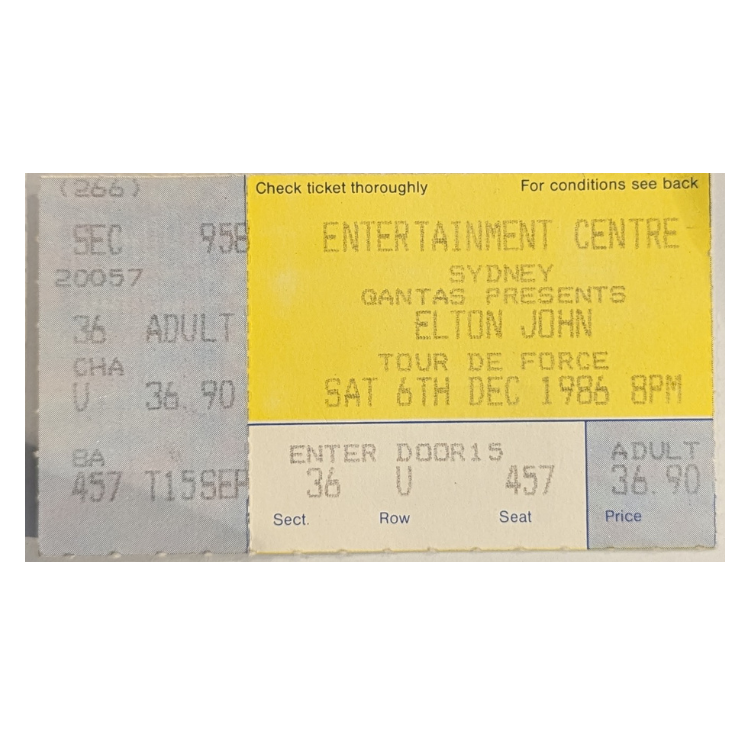 (266)
SEC 958
20057
36 ADULT
CHA
U 36.90
8A
457 T15SEP
Check ticket thoroughly For conditions see back
ENTERTAINMENT CENTRE
SYDNEY
QANTAS PRESENTS
ELTON JOHN
TOUR DE FORCE
SAT 6TH DEC 1986 8PM
ENTER DOOR15
36 U 457
Sect. Row Seat
ADULT
36.90
Price